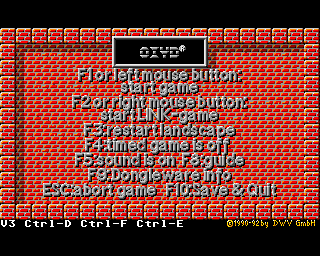 OXYD®
F1 or left mouse button:
start game
F2 or right mouse button:
start LINK-game
F3: restart landscape
F4: timed game is off
F5: sound is on F8: guide
F9: Dongleware Info
ESC: abort game F10: Save & Quit
V3 Ctrl-D Ctrl-F Ctrl-E
©1990-92 by DWV GmbH